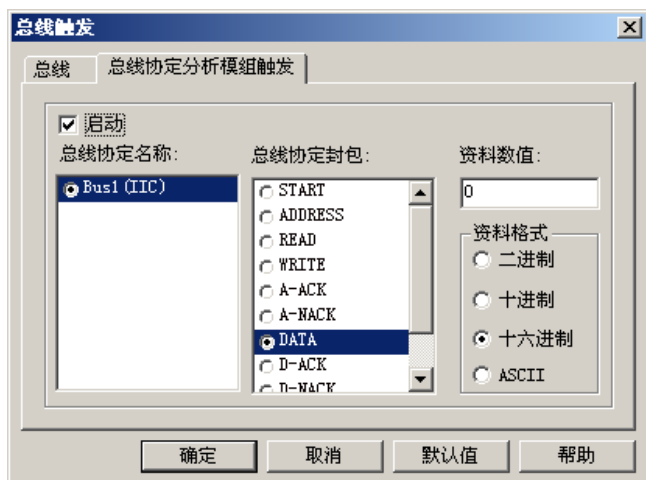 总线触发
总线
总线协定分析模组触发
启动
总线协定名称:
总线协定封包:
资料数值:
Bus1(IIC)
START
ADDRESS
READ
WRITE
A-ACK
A-NACK
DATA
D-ACK
D-NACK
0
资料格式
二进制
十进制
十六进制
ASCII
确定
取消
默认值
帮助